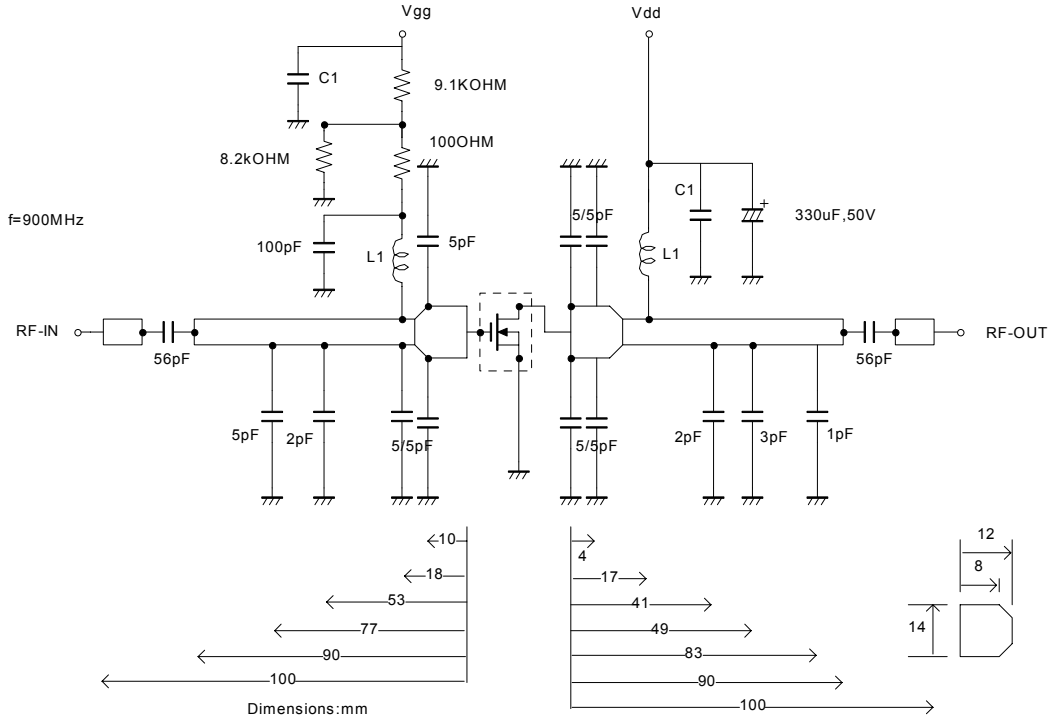 Vgg
Vdd
C1
9.1KOHM
8.2kOHM
100OHM
C1
330uF,50V
+
f=900MHz
100pF
L1
5pF
5/5pF
L1
RF-IN
RF-OUT
56pF
56pF
5pF
2pF
5/5pF
5/5pF
2pF
3pF
1pF
10
4
12
18
17
8
53
41
14
77
49
90
83
100
90
100
Dimensions:mm